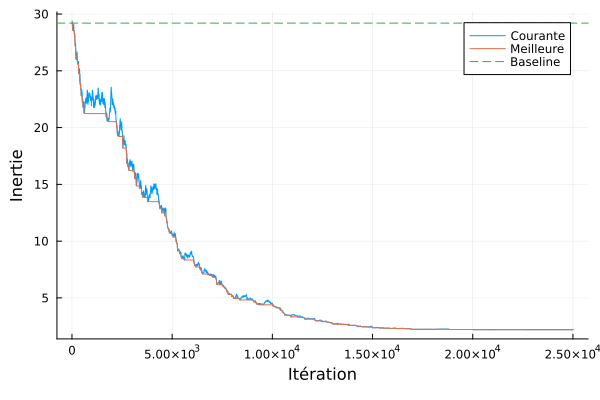 30
25
20
15
10
5
Inertie
Courante
Meilleure
Baseline
0
5.00×10³
1.00×10⁴
1.50×10⁴
2.00×10⁴
2.50×10⁴
Itération